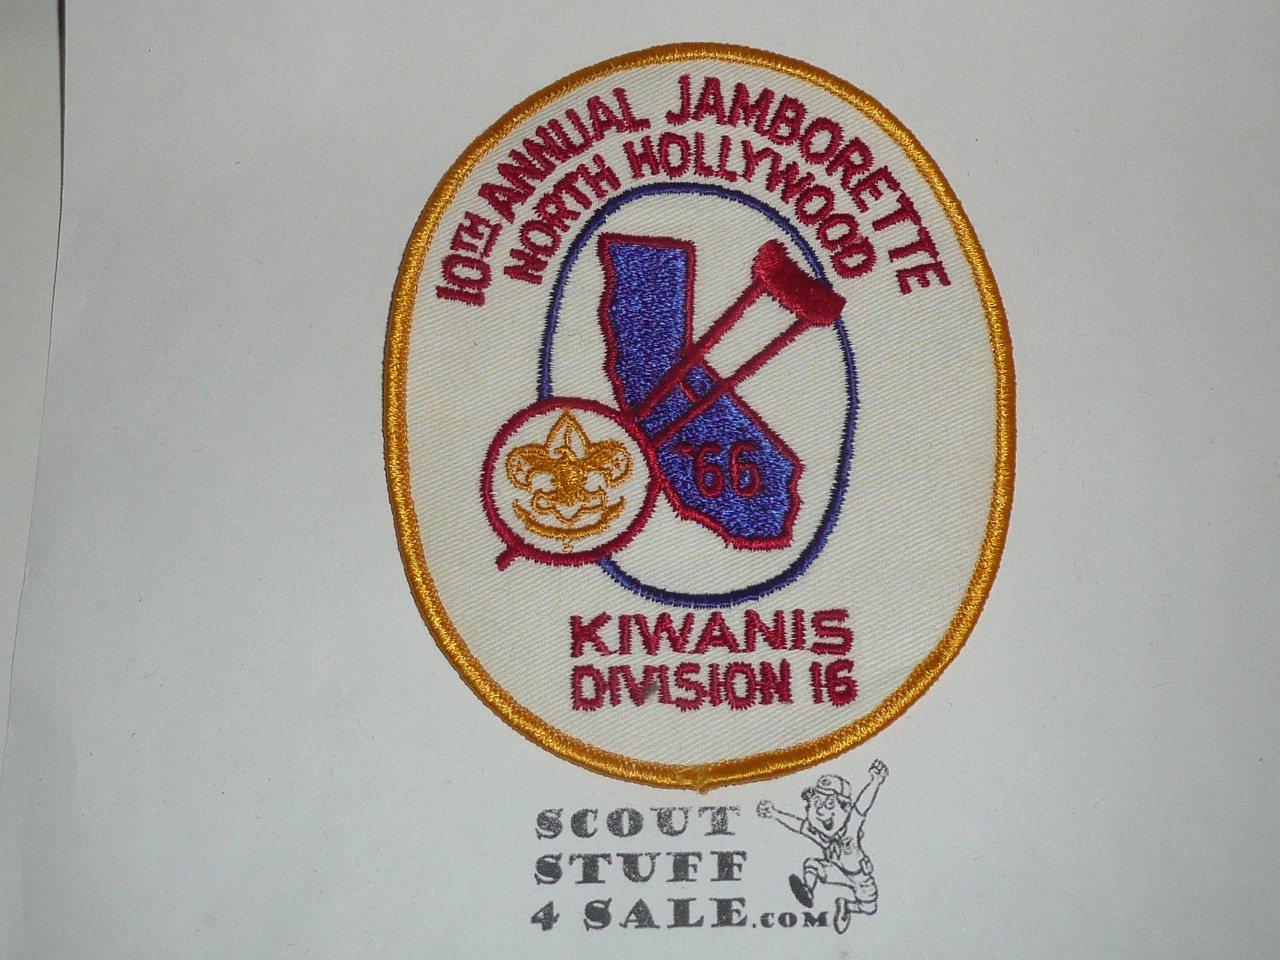 10TH ANNUAL JAMBORETTE
NORTH HOLLYWOOD
'66
KIWANIS
DIVISION 16
SCOUT
STUFF
4 SALE.COM